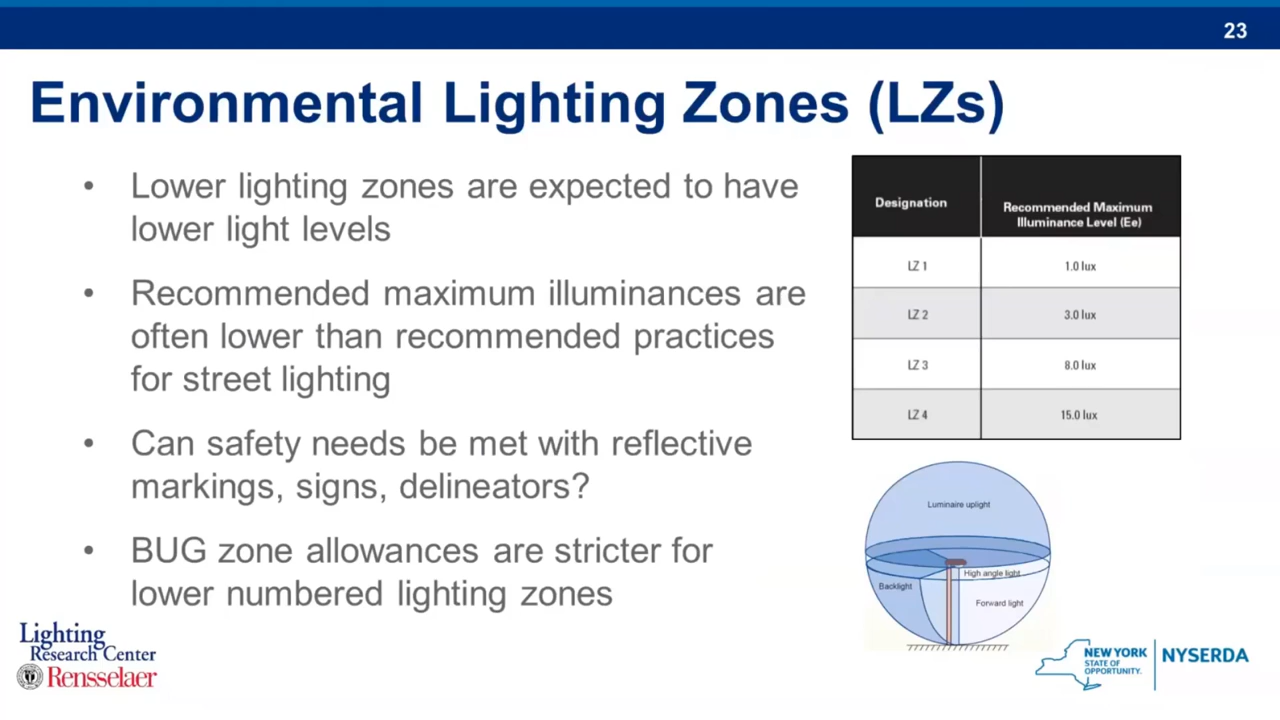 23
Environmental Lighting Zones (LZs)
• Lower lighting zones are expected to have
lower light levels
• Recommended maximum illuminances are
often lower than recommended practices
for street lighting
• Can safety needs be met with reflective
markings, signs, delineators?
• BUG zone allowances are stricter for
lower numbered lighting zones
Designation
Recommended Maximum
Illuminance Level (Ee)
LZ 1 1.0 lux
LZ 2 3.0 lux
LZ 3 8.0 lux
LZ 4 15.0 lux
Luminaire uplight
High angle light
Backlight
Forward light
Lighting
Research Center
Rensselaer
NEW YORK
STATE OF
OPPORTUNITY.
NYSERDA